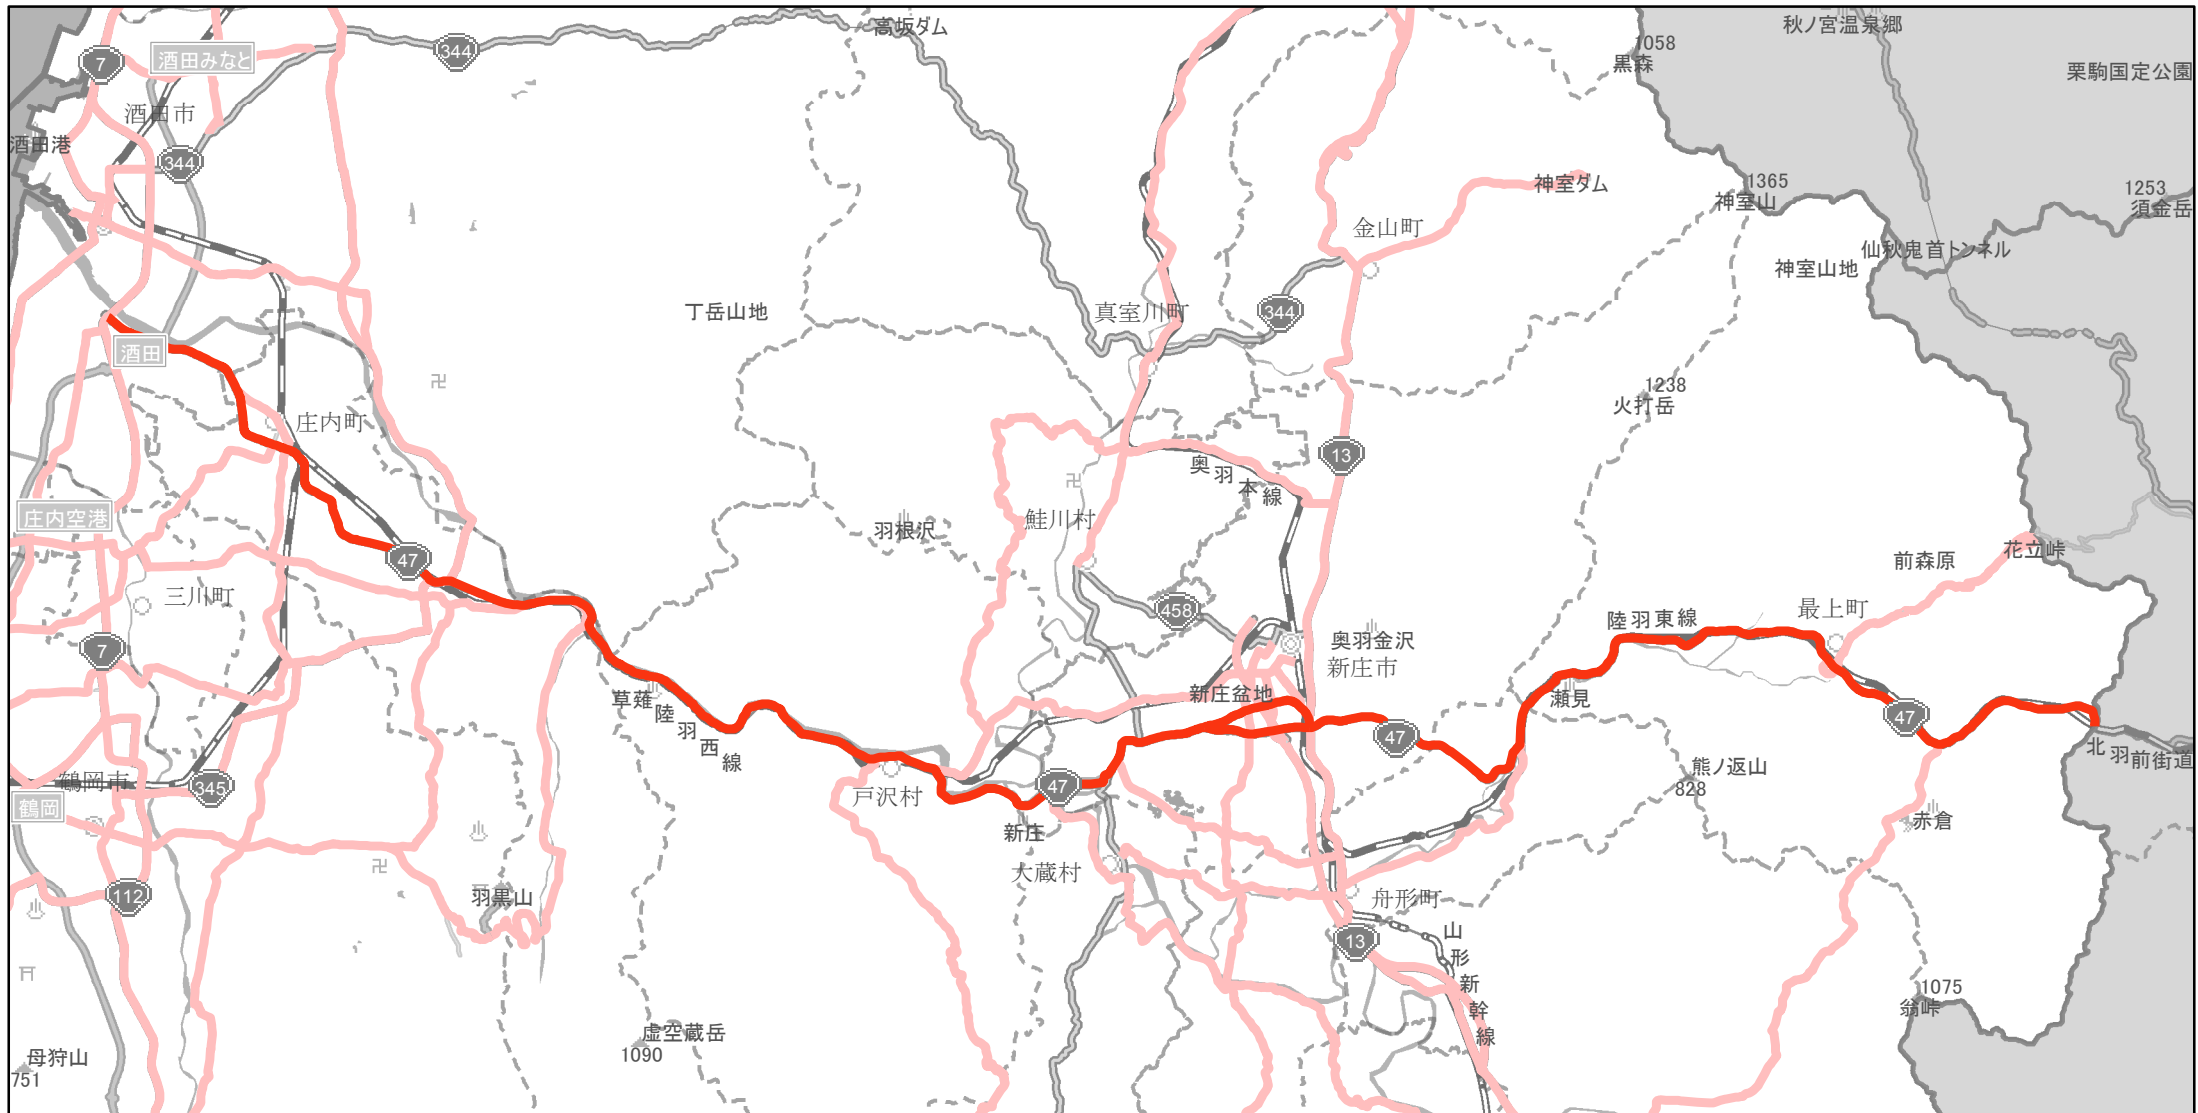 高坂ダム
秋ノ宮温泉郷
1058
黒森
栗駒国定公園
7
酒田みなと
344
酒田市
酒田港
344
神室ダム
1365
神室山
1253
須金岳
金山町
仙秋鬼首トンネル
神室山地
丁岳山地
真室川町
344
酒田
1238
火打岳
庄内町
13
奥羽本線
庄内空港
鮭川村
羽根沢
花立峠
前森原
47
三川町
458
最上町
陸羽東線
奥羽金沢
新庄市
7
草薙
陸羽西線
新庄盆地
瀬見
47
47
北羽前街道
熊ノ返山
828
鶴岡市
345
鶴岡
47
戸沢村
新庄
赤倉
大蔵村
112
羽黒山
舟形町
13
山形新幹線
1075
翁峠
虚空蔵岳
1090
母狩山
751